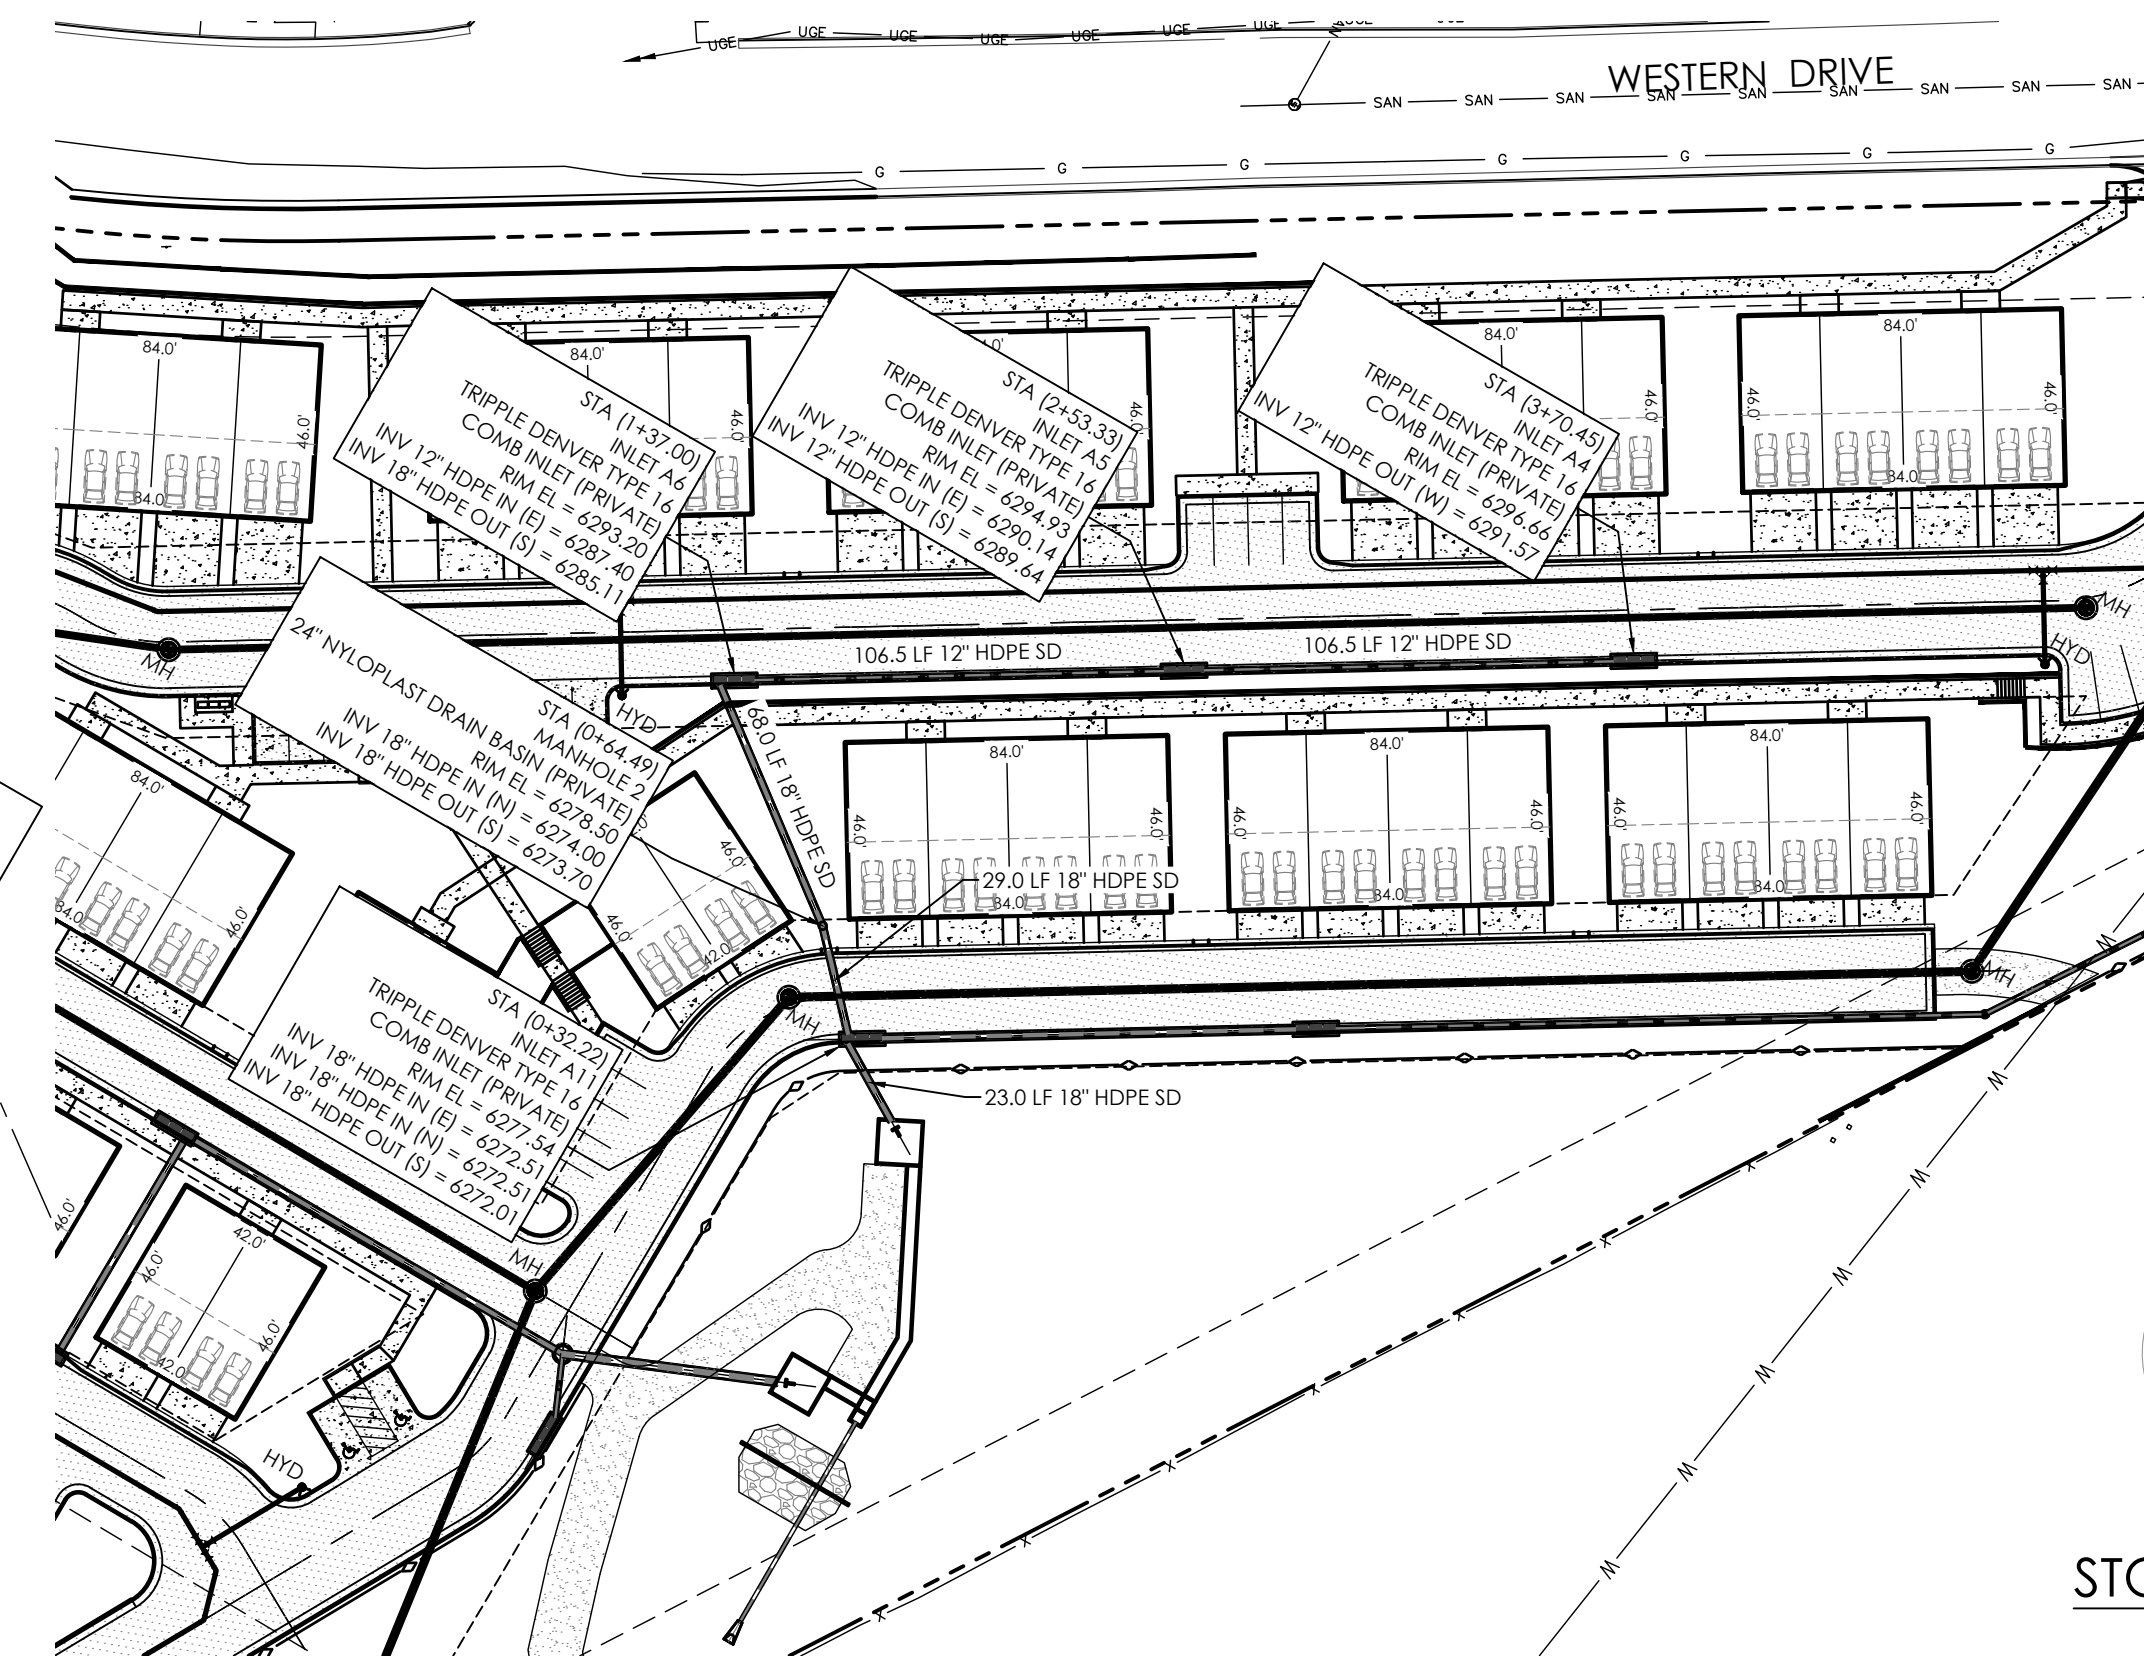 UGE UGE UGE UGE UGE UGE UGE
WESTERN DRIVE
SAN SAN SAN SAN SAN SAN SAN SAN SAN
G G G G G G G
84.0'
46.0'
84.0'
84.0'
46.0'
84.0'
46.0'
84.0'
46.0'
46.0'
84.0'
46.0'
84.0'
STA (1+37.00)
INLET A6
TRIPPLE DENVER TYPE 16
COMB INLET (PRIVATE)
RIM EL = 6293.20
INV 12" HDPE IN (E) = 6287.40
INV 18" HDPE OUT (S) = 6285.11
STA (2+53.33)
INLET A5
TRIPPLE DENVER TYPE 16
COMB INLET (PRIVATE)
RIM EL = 6294.93
INV 12" HDPE IN (E) = 6290.14
INV 12" HDPE OUT (S) = 6289.64
STA (3+70.45)
INLET A4
TRIPPLE DENVER TYPE 16
COMB INLET (PRIVATE)
RIM EL = 6296.66
INV 12" HDPE OUT (W) = 6291.57
MH
MH
HYD
HYD
106.5 LF 12" HDPE SD
106.5 LF 12" HDPE SD
STA (0+64.49)
MANHOLE 2
24" NYLOPLAST DRAIN BASIN (PRIVATE)
RIM EL = 6278.50
INV 18" HDPE IN (N) = 6274.00
INV 18" HDPE OUT (S) = 6273.70
68.0 LF 18" HDPE SD
84.0'
84.0'
46.0'
46.0'
46.0'
42.0'
84.0'
46.0'
46.0'
84.0'
84.0'
46.0'
46.0'
84.0'
84.0'
46.0'
46.0'
84.0'
29.0 LF 18" HDPE SD
MH
MH
STA (0+32.22)
INLET A11
TRIPPLE DENVER TYPE 16
COMB INLET (PRIVATE)
RIM EL = 6277.54
INV 18" HDPE IN (E) = 6272.51
INV 18" HDPE IN (N) = 6272.51
INV 18" HDPE OUT (S) = 6272.01
23.0 LF 18" HDPE SD
MH
46.0'
42.0'
46.0'
46.0'
42.0'
HYD
W W W W W W W
X X X X X X X X